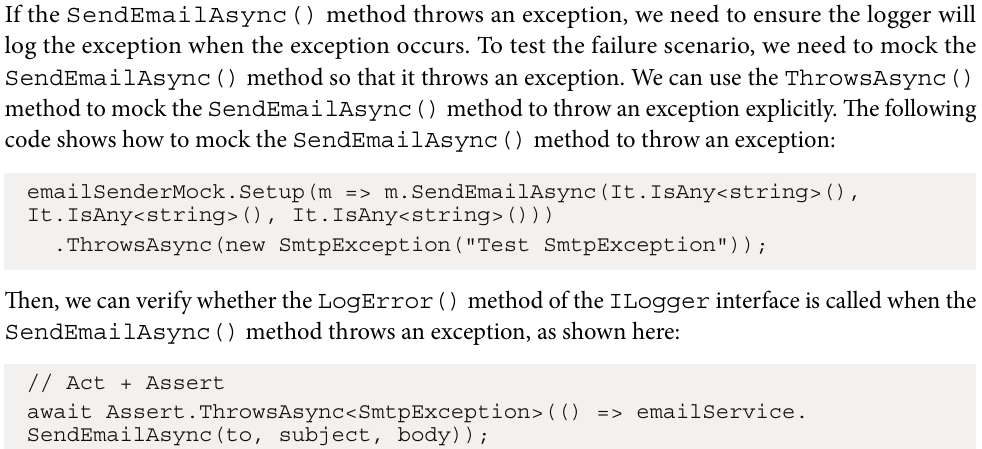 If the SendEmailAsync() method throws an exception, we need to ensure the logger will
log the exception when the exception occurs. To test the failure scenario, we need to mock the
SendEmailAsync() method so that it throws an exception. We can use the ThrowsAsync()
method to mock the SendEmailAsync() method to throw an exception explicitly. The following
code shows how to mock the SendEmailAsync() method to throw an exception:
emailSenderMock.Setup(m => m.SendEmailAsync(It.IsAny<string>(),
It.IsAny<string>(), It.IsAny<string>()))
.ThrowsAsync(new SmtpException("Test SmtpException"));
Then, we can verify whether the LogError() method of the ILogger interface is called when the
SendEmailAsync() method throws an exception, as shown here:
// Act + Assert
await Assert.ThrowsAsync<SmtpException>(() => emailService.
SendEmailAsync(to, subject, body));